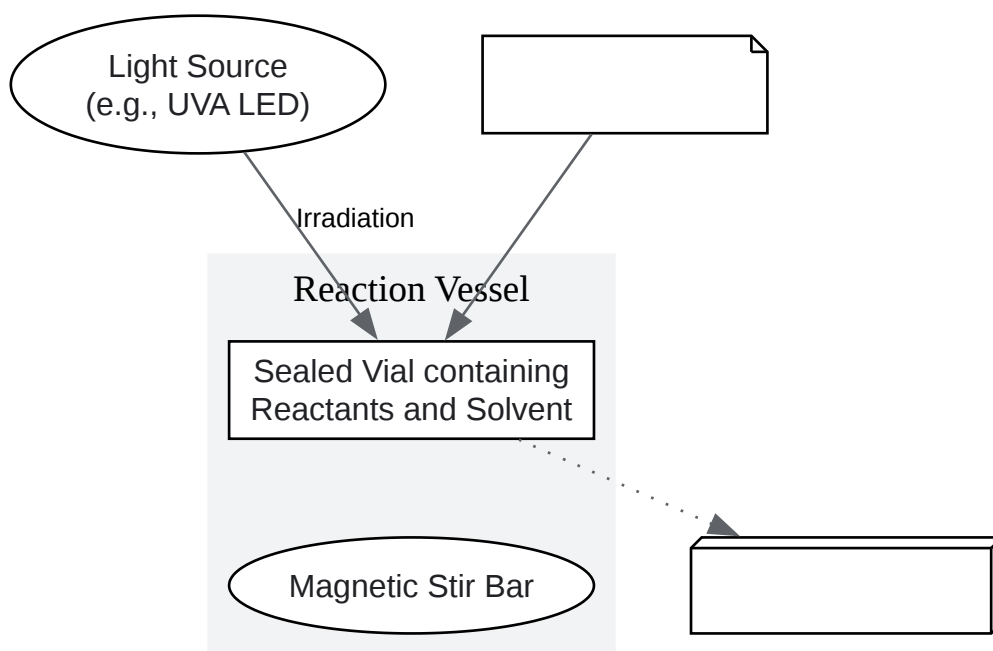 Light Source
(e.g., UVA LED)
Irradiation
Reaction Vessel
Sealed Vial containing
Reactants and Solvent
Magnetic Stir Bar